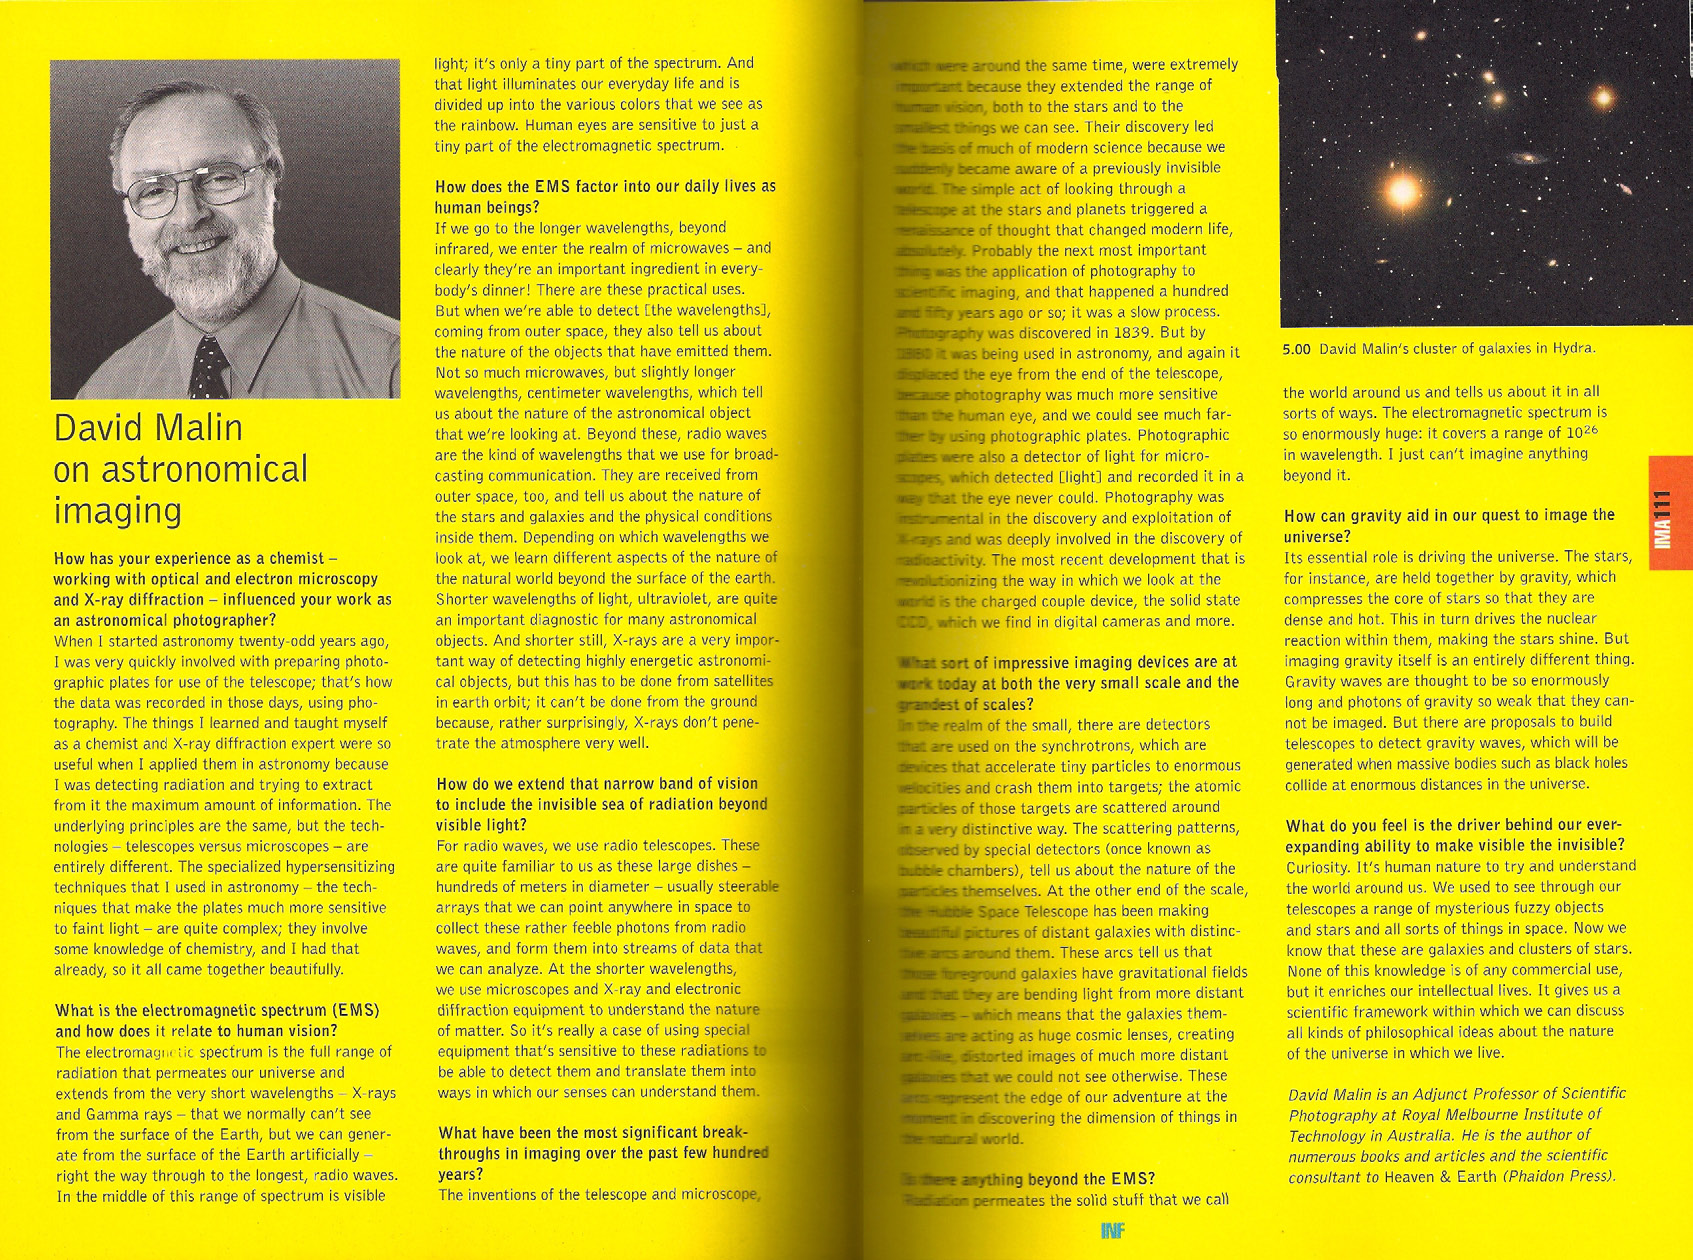 David Malin
on astronomical
imaging
How has your experience as a chemist –
working with optical and electron microscopy
and X-ray diffraction – influenced your work as
an astronomical photographer?
When I started astronomy twenty-odd years ago,
I was very quickly involved with preparing photo-
graphic plates for use of the telescope; that's how
the data was recorded in those days, using pho-
tography. The things I learned and taught myself
as a chemist and X-ray diffraction expert were so
useful when I applied them in astronomy because
I was detecting radiation and trying to extract
from it the maximum amount of information. The
underlying principles are the same, but the tech-
nologies – telescopes versus microscopes – are
entirely different. The specialized hypersensitizing
techniques that I used in astronomy – the tech-
niques that make the plates much more sensitive
to faint light – are quite complex; they involve
some knowledge of chemistry, and I had that
already, so it all came together beautifully.
What is the electromagnetic spectrum (EMS)
and how does it relate to human vision?
The electromagnetic spectrum is the full range of
radiation that permeates our universe and
extends from the very short wavelengths – X-rays
and Gamma rays – that we normally can't see
from the surface of the Earth, but we can gener-
ate from the surface of the Earth artificially –
right the way through to the longest, radio waves.
In the middle of this range of spectrum is visible
light; it's only a tiny part of the spectrum. And
that light illuminates our everyday life and is
divided up into the various colors that we see as
the rainbow. Human eyes are sensitive to just a
tiny part of the electromagnetic spectrum.
How does the EMS factor into our daily lives as
human beings?
If we go to the longer wavelengths, beyond
infrared, we enter the realm of microwaves – and
clearly they're an important ingredient in every-
body's dinner! There are these practical uses.
But when we're able to detect [the wavelengths],
coming from outer space, they also tell us about
the nature of the objects that have emitted them.
Not so much microwaves, but slightly longer
wavelengths, centimeter wavelengths, which tell
us about the nature of the astronomical object
that we're looking at. Beyond these, radio waves
are the kind of wavelengths that we use for broad-
casting communication. They are received from
outer space, too, and tell us about the nature of
the stars and galaxies and the physical conditions
inside them. Depending on which wavelengths we
look at, we learn different aspects of the nature of
the natural world beyond the surface of the earth.
Shorter wavelengths of light, ultraviolet, are quite
an important diagnostic for many astronomical
objects. And shorter still, X-rays are a very impor-
tant way of detecting highly energetic astronomi-
cal objects, but this has to be done from satellites
in earth orbit; it can't be done from the ground
because, rather surprisingly, X-rays don't pene-
trate the atmosphere very well.
How do we extend that narrow band of vision
to include the invisible sea of radiation beyond
visible light?
For radio waves, we use radio telescopes. These
are quite familiar to us as these large dishes –
hundreds of meters in diameter – usually steerable
arrays that we can point anywhere in space to
collect these rather feeble photons from radio
waves, and form them into streams of data that
we can analyze. At the shorter wavelengths,
we use microscopes and X-ray and electronic
diffraction equipment to understand the nature
of matter. So it's really a case of using special
equipment that's sensitive to these radiations to
be able to detect them and translate them into
ways in which our senses can understand them.
What have been the most significant break-
throughs in imaging over the past few hundred
years?
The inventions of the telescope and microscope,
which were around the same time, were extremely
important because they extended the range of
human vision, both to the stars and to the
smallest things we can see. Their discovery led
the basis of much of modern science because we
suddenly became aware of a previously invisible
world. The simple act of looking through a
telescope at the stars and planets triggered a
renaissance of thought that changed modern life,
absolutely. Probably the next most important
thing was the application of photography to
scientific imaging, and that happened a hundred
and fifty years ago or so; it was a slow process.
Photography was discovered in 1839. But by
1880 it was being used in astronomy, and again it
displaced the eye from the end of the telescope,
because photography was much more sensitive
than the human eye, and we could see much far-
ther by using photographic plates. Photographic
plates were also a detector of light for micro-
scopes, which detected [light] and recorded it in a
way that the eye never could. Photography was
instrumental in the discovery and exploitation of
X-rays and was deeply involved in the discovery of
radioactivity. The most recent development that is
revolutionizing the way in which we look at the
world is the charged couple device, the solid state
CCD, which we find in digital cameras and more.
What sort of impressive imaging devices are at
work today at both the very small scale and the
grandest of scales?
In the realm of the small, there are detectors
that are used on the synchrotrons, which are
devices that accelerate tiny particles to enormous
velocities and crash them into targets; the atomic
particles of those targets are scattered around
in a very distinctive way. The scattering patterns,
observed by special detectors (once known as
bubble chambers), tell us about the nature of the
particles themselves. At the other end of the scale,
the Hubble Space Telescope has been making
beautiful pictures of distant galaxies with distinc-
tive arcs around them. These arcs tell us that
those foreground galaxies have gravitational fields
and that they are bending light from more distant
galaxies – which means that the galaxies them-
selves are acting as huge cosmic lenses, creating
arc-like, distorted images of much more distant
galaxies that we could not see otherwise. These
arcs represent the edge of our adventure at the
moment in discovering the dimension of things in
the natural world.
Is there anything beyond the EMS?
Radiation permeates the solid stuff that we call
INF
5.00 David Malin's cluster of galaxies in Hydra.
the world around us and tells us about it in all
sorts of ways. The electromagnetic spectrum is
so enormously huge: it covers a range of 10²⁶
in wavelength. I just can't imagine anything
beyond it.
How can gravity aid in our quest to image the
universe?
Its essential role is driving the universe. The stars,
for instance, are held together by gravity, which
compresses the core of stars so that they are
dense and hot. This in turn drives the nuclear
reaction within them, making the stars shine. But
imaging gravity itself is an entirely different thing.
Gravity waves are thought to be so enormously
long and photons of gravity so weak that they can-
not be imaged. But there are proposals to build
telescopes to detect gravity waves, which will be
generated when massive bodies such as black holes
collide at enormous distances in the universe.
What do you feel is the driver behind our ever-
expanding ability to make visible the invisible?
Curiosity. It's human nature to try and understand
the world around us. We used to see through our
telescopes a range of mysterious fuzzy objects
and stars and all sorts of things in space. Now we
know that these are galaxies and clusters of stars.
None of this knowledge is of any commercial use,
but it enriches our intellectual lives. It gives us a
scientific framework within which we can discuss
all kinds of philosophical ideas about the nature
of the universe in which we live.
David Malin is an Adjunct Professor of Scientific
Photography at Royal Melbourne Institute of
Technology in Australia. He is the author of
numerous books and articles and the scientific
consultant to Heaven & Earth (Phaidon Press).
IMA111